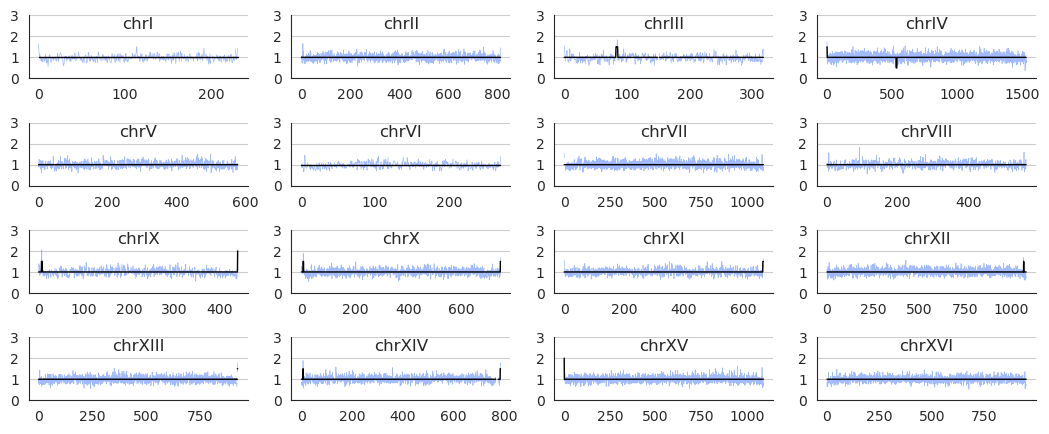 3 chrI 3 chrII 3 chrIII 3 chrIV
2 2 2 2
1 1 1 1
0 0 0 0
0 100 200 0 200 400 600 800 0 100 200 300 0 500 1000 1500
3 chrV 3 chrVI 3 chrVII 3 chrVIII
2 2 2 2
1 1 1 1
0 0 0 0
0 200 400 600 0 100 200 0 250 500 750 1000 0 200 400
3 chrIX 3 chrX 3 chrXI 3 chrXII
2 2 2 2
1 1 1 1
0 0 0 0
0 100 200 300 400 0 200 400 600 0 200 400 600 0 250 500 750 1000
3 chrXIII 3 chrXIV 3 chrXV 3 chrXVI
2 2 2 2
1 1 1 1
0 0 0 0
0 250 500 750 0 200 400 600 800 0 250 500 750 1000 0 250 500 750